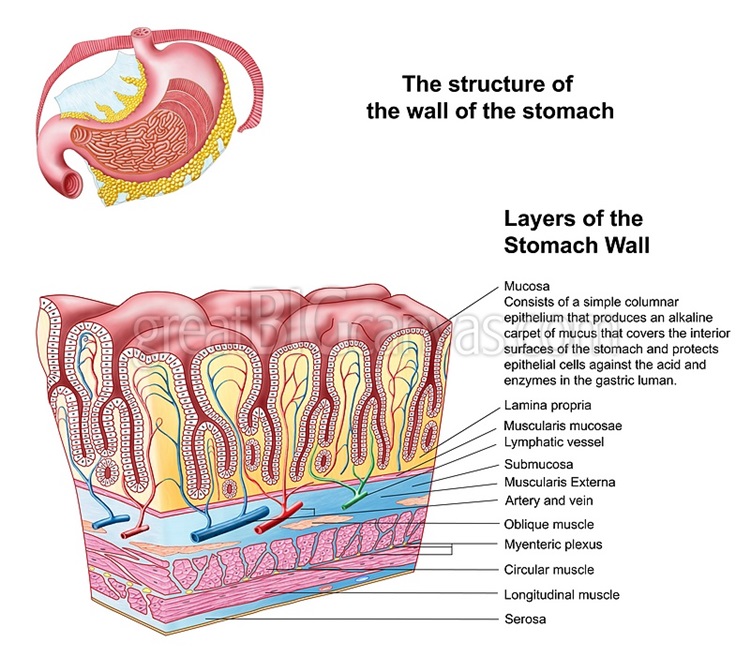 The structure of
the wall of the stomach
Layers of the
Stomach Wall
Mucosa
Consists of a simple columnar
epithelium that produces an alkaline
carpet of mucus that covers the interior
surfaces of the stomach and protects
epithelial cells against the acid and
enzymes in the gastric luman.
greatBIGcanvas.com
Lamina propria
Muscularis mucosae
Lymphatic vessel
Submucosa
Muscularis Externa
Artery and vein
Oblique muscle
Myenteric plexus
Circular muscle
Longitudinal muscle
Serosa